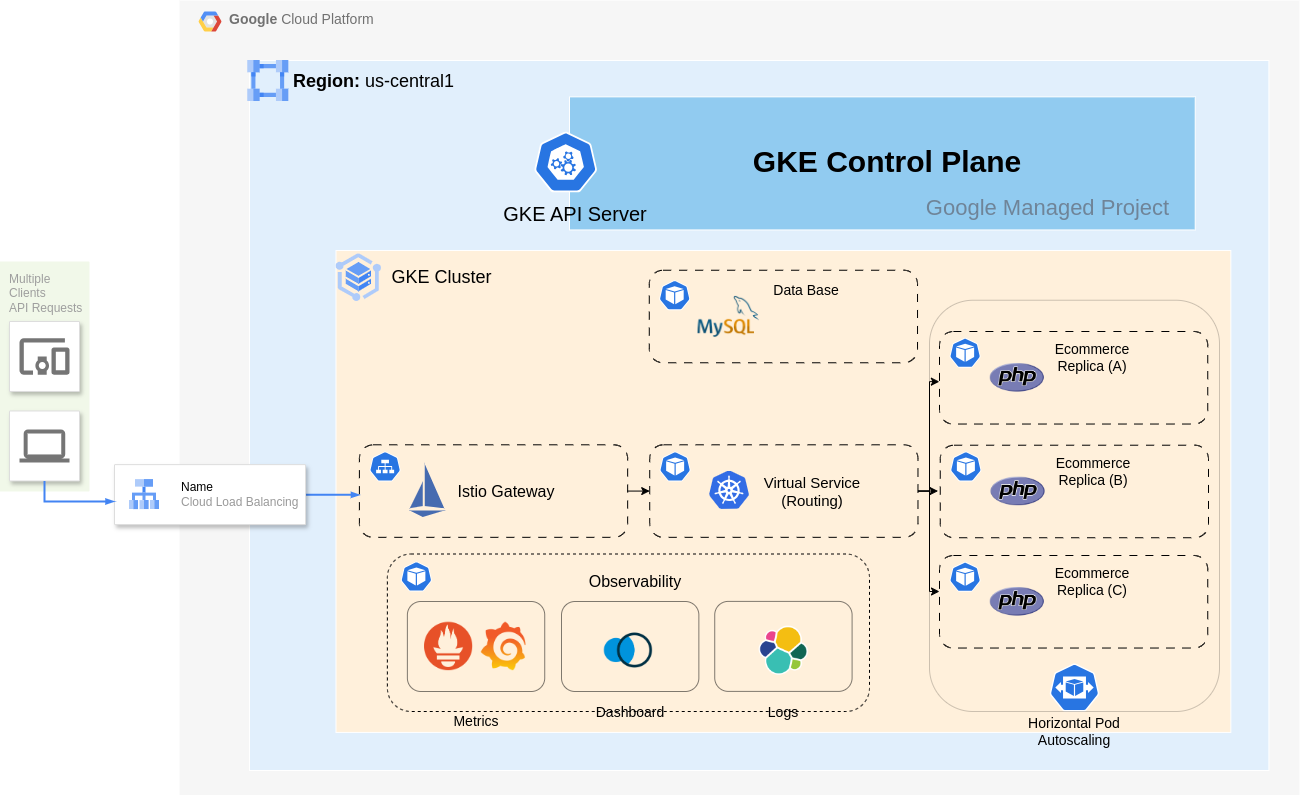 Google Cloud Platform
Region: us-central1
GKE Control Plane
Google Managed Project
GKE API Server
GKE Cluster
Multiple
Clients
API Requests
Data Base
MySQL
Ecommerce
Replica (A)
php
Name
Cloud Load Balancing
Istio Gateway
Virtual Service
(Routing)
Ecommerce
Replica (B)
php
Observability
Ecommerce
Replica (C)
php
Metrics
Dashboard
Logs
Horizontal Pod
Autoscaling